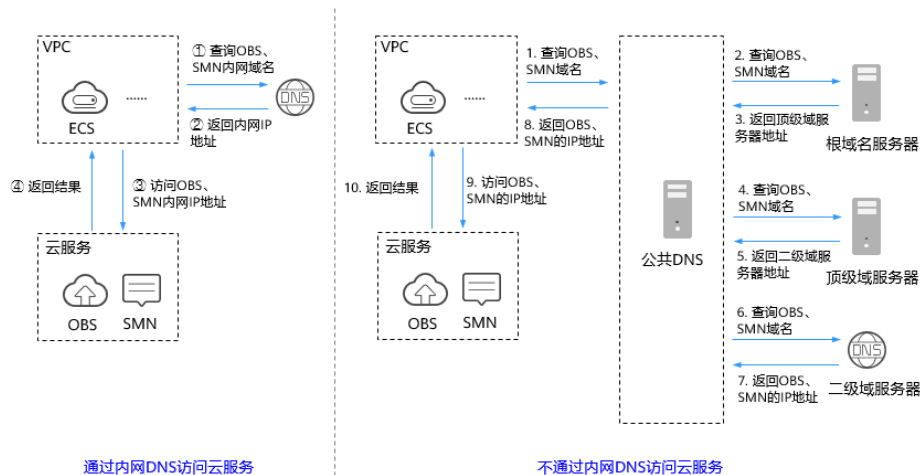 VPC
① 查询OBS、
SMN内网域名
DNS
ECS
......
② 返回内网IP
地址
④ 返回结果
③ 访问OBS、
SMN内网IP地址
云服务
OBS
SMN
通过内网DNS访问云服务
VPC
1. 查询OBS、
SMN域名
ECS
......
8. 返回OBS、
SMN的IP地址
10. 返回结果
9. 访问OBS、
SMN的IP地址
云服务
OBS
SMN
公共DNS
2. 查询OBS、
SMN域名
3. 返回顶级域服
务器地址
根域名服务器
4. 查询OBS、
SMN域名
5. 返回二级域服
务器地址
顶级域服务器
6. 查询OBS、
SMN域名
DNS
7. 返回OBS、
SMN的IP地址
二级域服务器
不通过内网DNS访问云服务